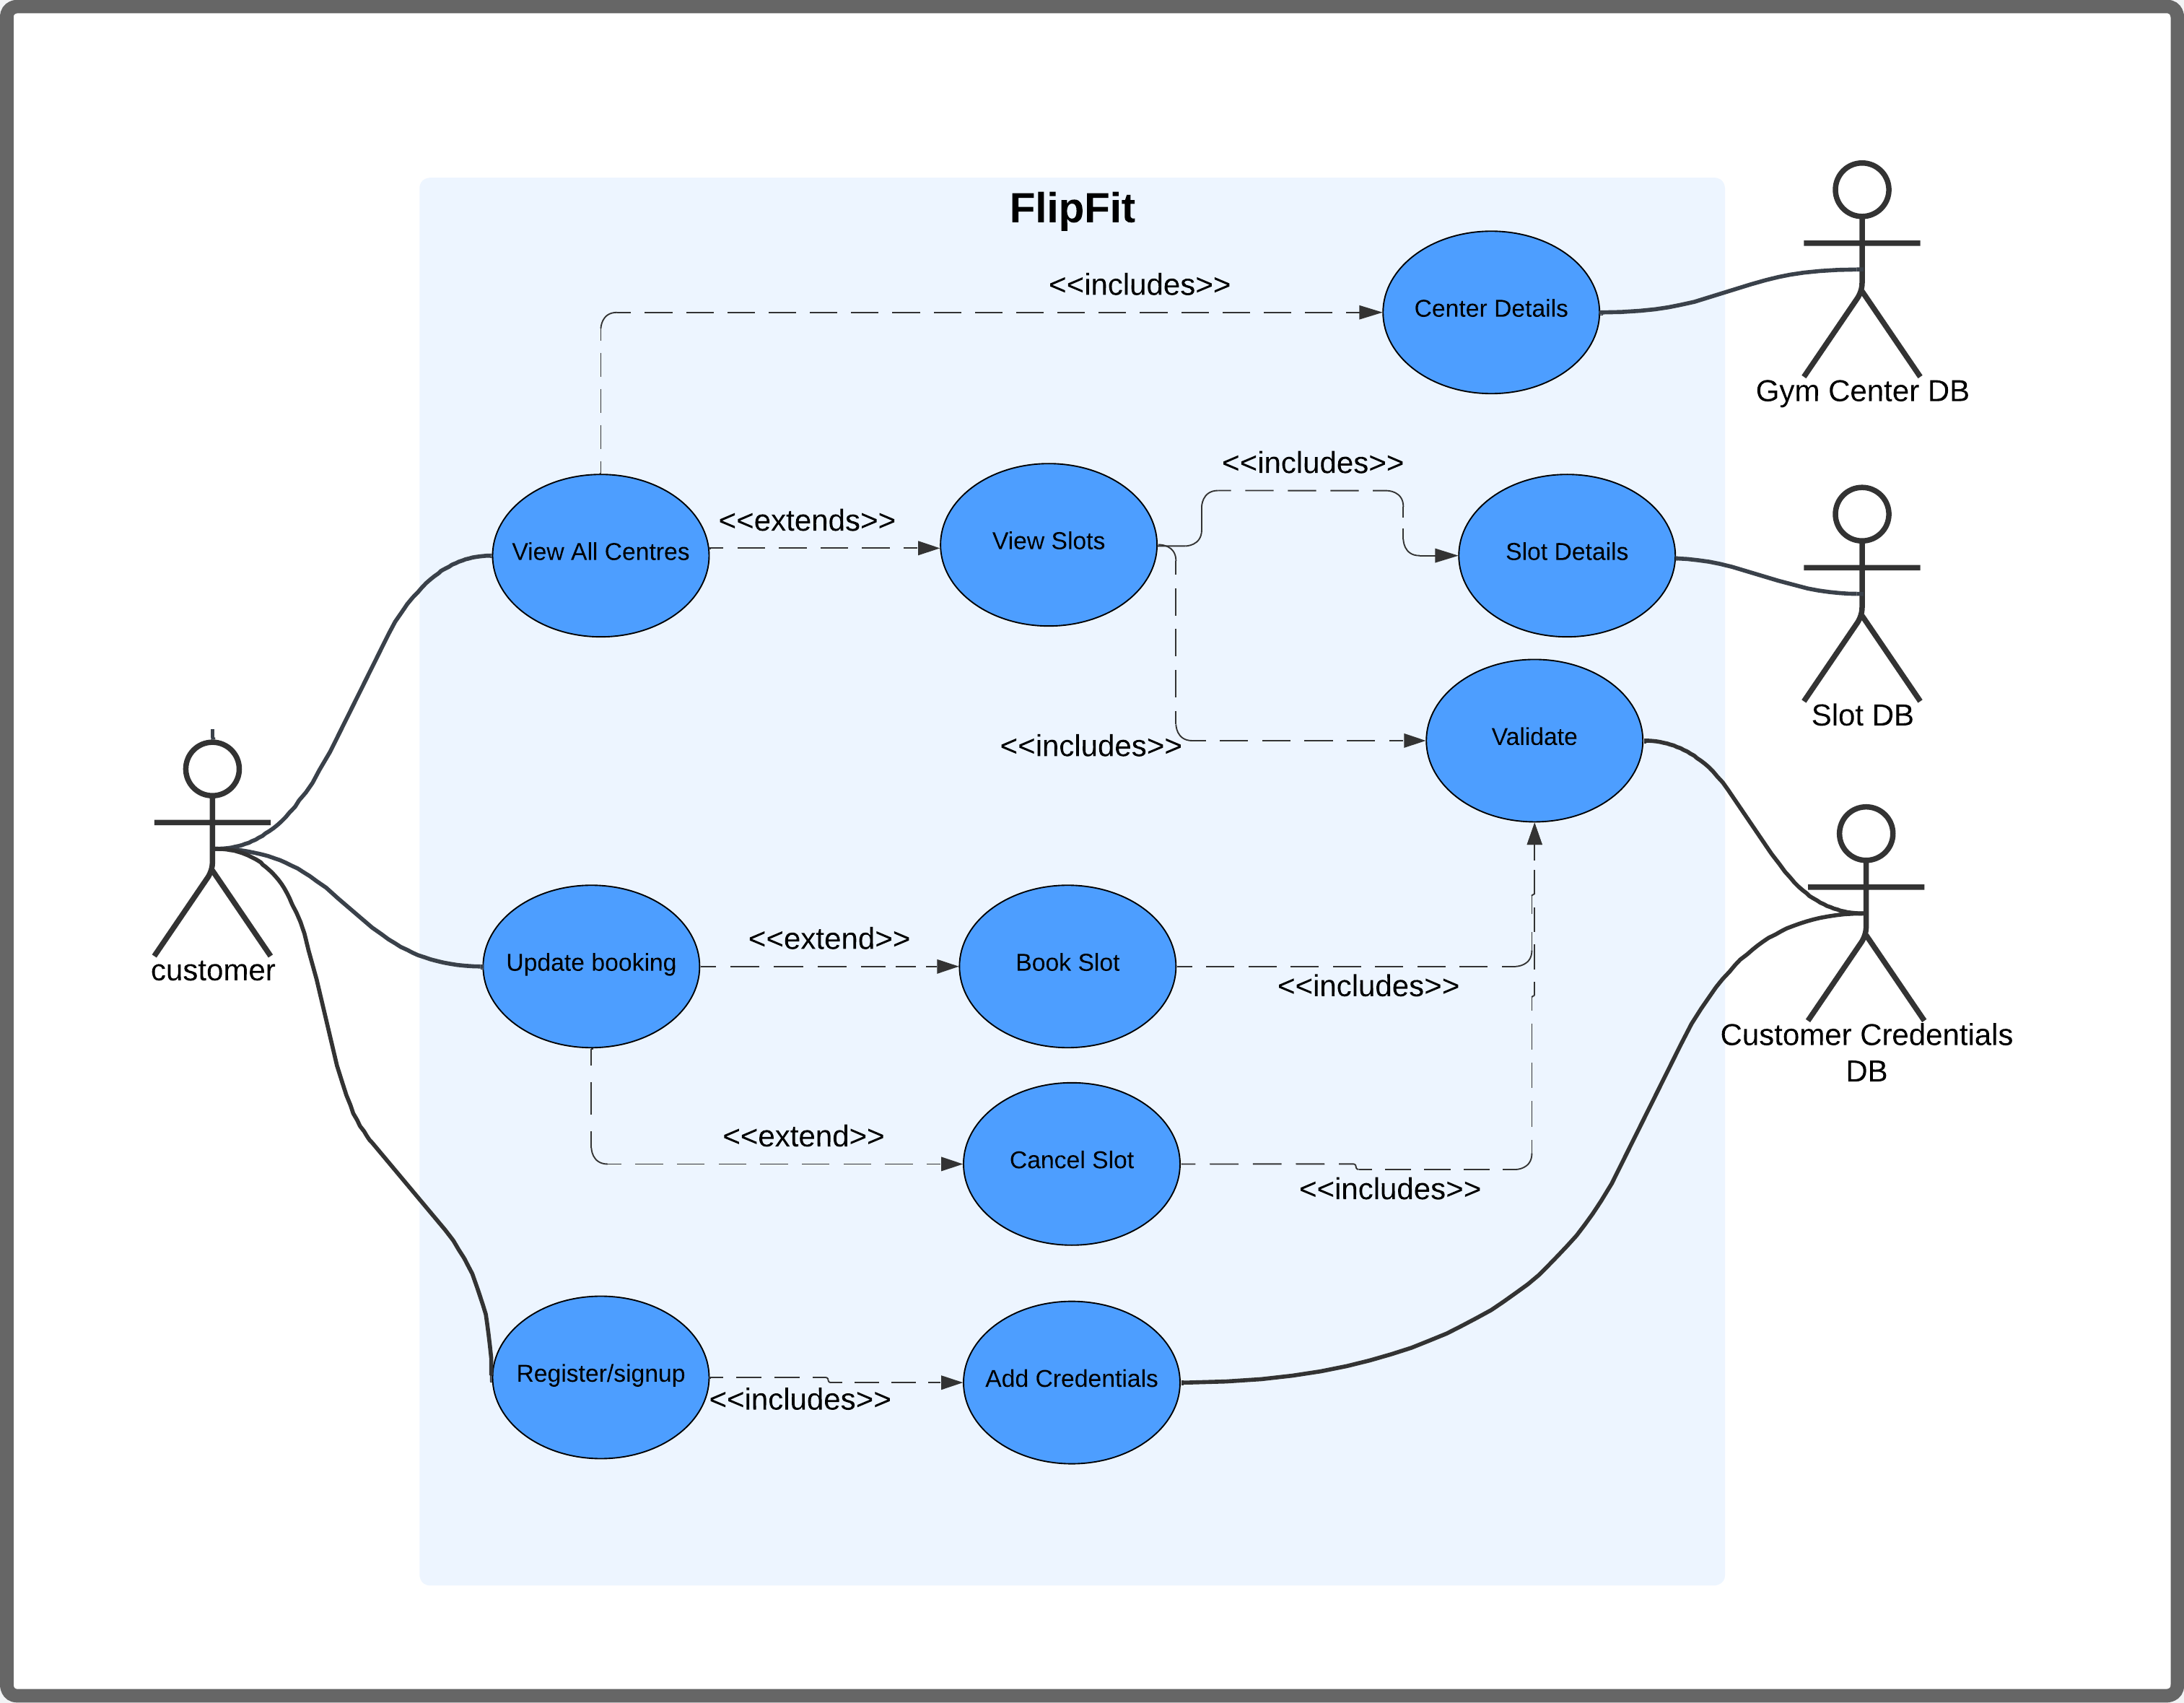 FlipFit
<<includes>>
Center Details
Gym Center DB
<<includes>>
<<extends>>
View All Centres
View Slots
Slot Details
Slot DB
<<includes>>
Validate
customer
<<extend>>
Update booking
Book Slot
<<includes>>
Customer Credentials
DB
<<extend>>
Cancel Slot
<<includes>>
Register/signup
<<includes>>
Add Credentials